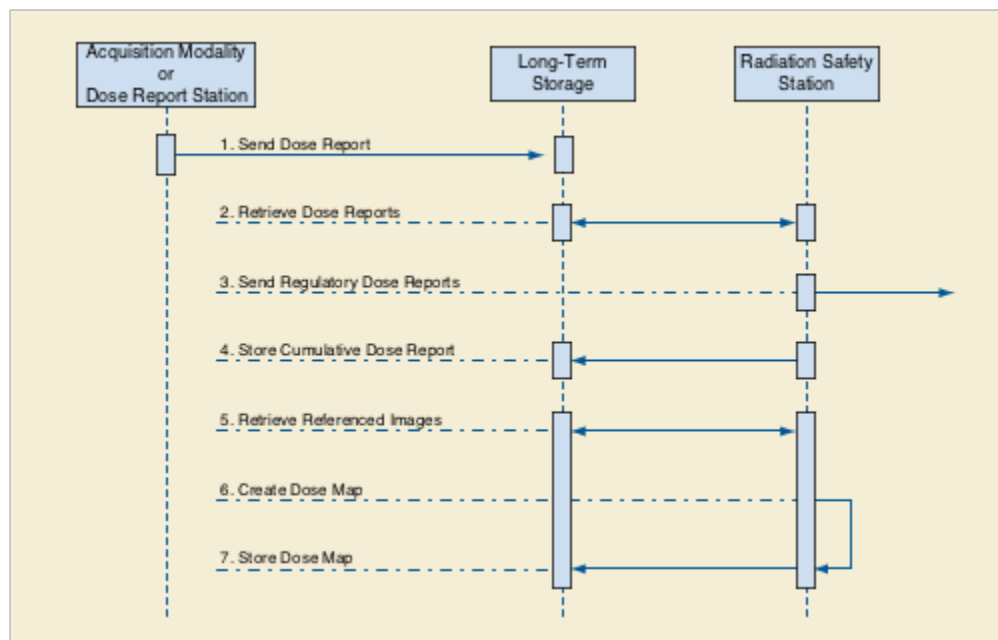 Acquisition Modality
or
Dose Report Station
Long-Term
Storage
Radiation Safety
Station
1. Send Dose Report
2. Retrieve Dose Reports
3. Send Regulatory Dose Reports
4. Store Cumulative Dose Report
5. Retrieve Referenced Images
6. Create Dose Map
7. Store Dose Map